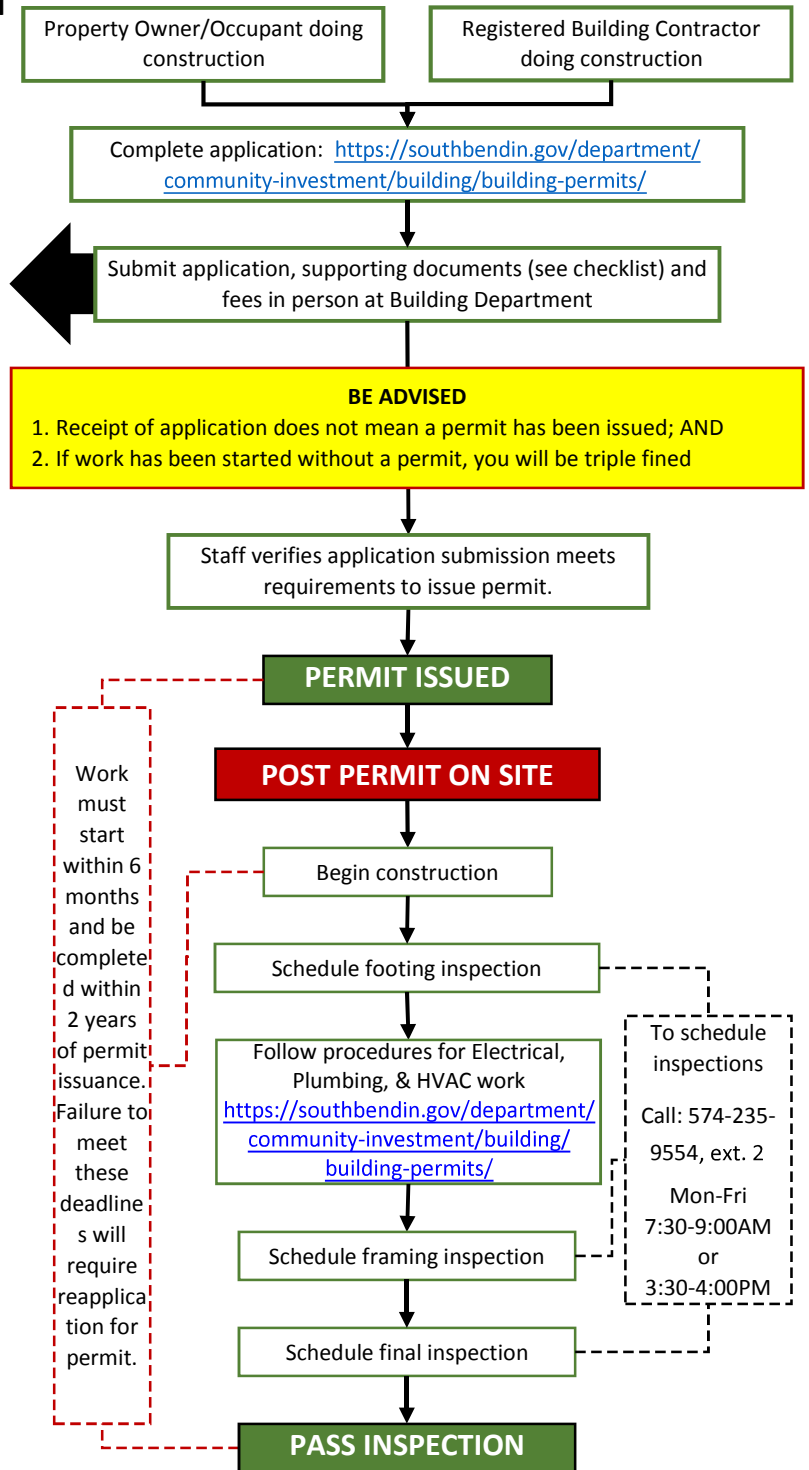 Property Owner/Occupant doing
construction
Registered Building Contractor
doing construction
Complete application: https://southbendin.gov/department/
community-investment/building/building-permits/
Submit application, supporting documents (see checklist) and
fees in person at Building Department
BE ADVISED
1. Receipt of application does not mean a permit has been issued; AND
2. If work has been started without a permit, you will be triple fined
Staff verifies application submission meets
requirements to issue permit.
PERMIT ISSUED
POST PERMIT ON SITE
Work
must
start
within 6
months
and be
complete
d within
2 years
of permit
issuance.
Failure to
meet
these
deadline
s will
require
reapplica
tion for
permit.
Begin construction
Schedule footing inspection
Follow procedures for Electrical,
Plumbing, & HVAC work
https://southbendin.gov/department/
community-investment/building/
building-permits/
To schedule
inspections
Call: 574-235-
9554, ext. 2
Mon-Fri
7:30-9:00AM
or
3:30-4:00PM
Schedule framing inspection
Schedule final inspection
PASS INSPECTION